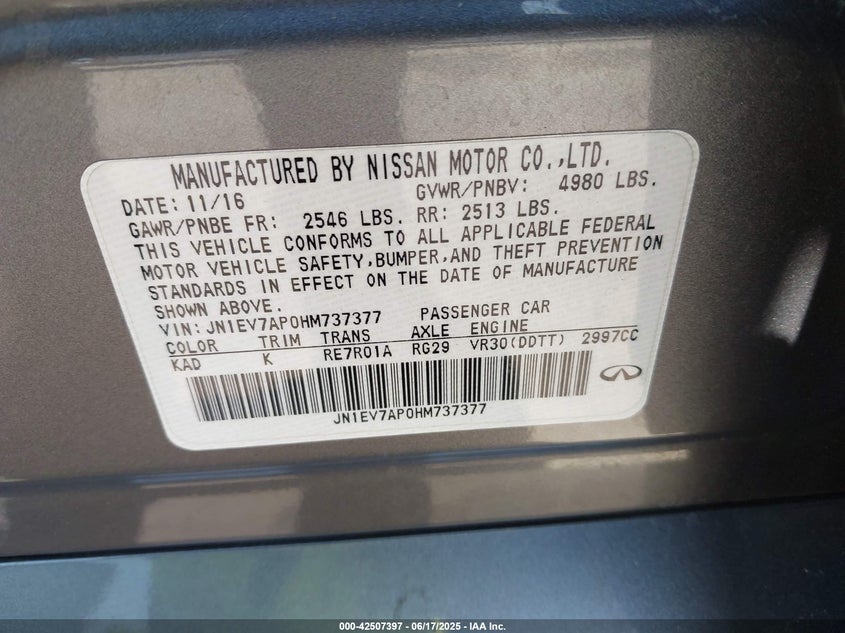 MANUFACTURED BY NISSAN MOTOR CO.,LTD.
DATE: 11/16 GVWR/PNBV: 4980 LBS.
GAWR/PNBE FR: 2546 LBS. RR: 2513 LBS.
THIS VEHICLE CONFORMS TO ALL APPLICABLE FEDERAL
MOTOR VEHICLE SAFETY,BUMPER,AND THEFT PREVENTION
STANDARDS IN EFFECT ON THE DATE OF MANUFACTURE
SHOWN ABOVE.
VIN: JN1EV7AP0HM737377 PASSENGER CAR
COLOR TRIM TRANS AXLE ENGINE
KAD K RE7R01A RG29 VR30(DDTT) 2997CC
JN1EV7AP0HM737377
000-42507397 - 06/17/2025 - IAA Inc.